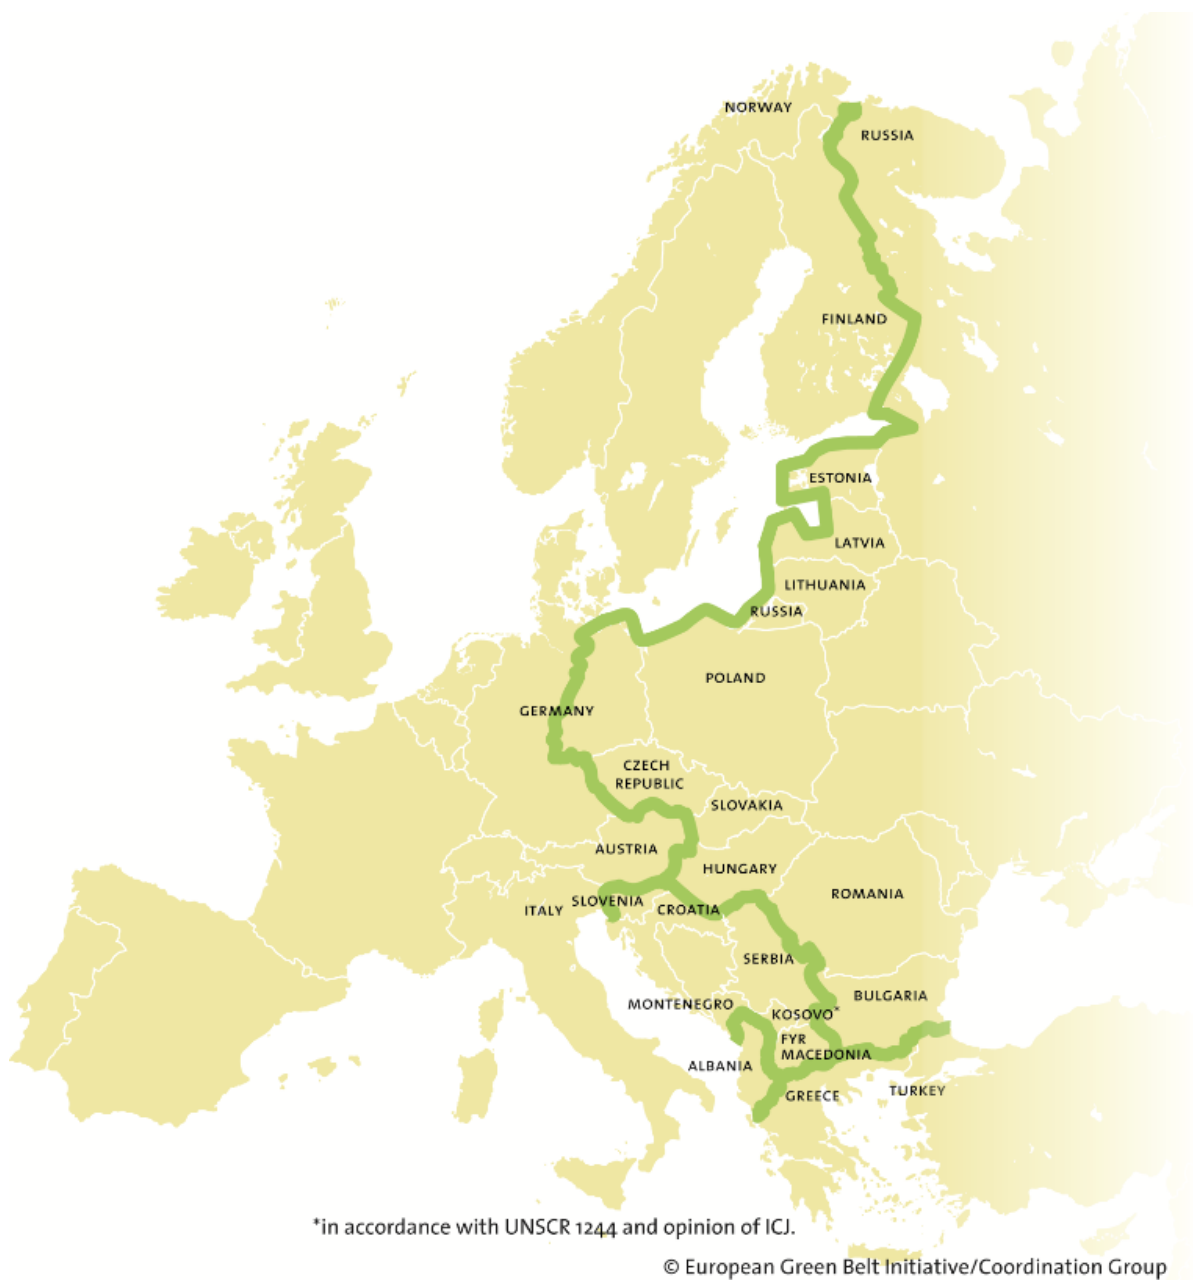 NORWAY
RUSSIA
FINLAND
ESTONIA
LATVIA
LITHUANIA
RUSSIA
POLAND
GERMANY
CZECH
REPUBLIC
SLOVAKIA
AUSTRIA
HUNGARY
ROMANIA
SLOVENIA
ITALY
CROATIA
SERBIA
BULGARIA
MONTENEGRO
KOSOVO*
FYR
MACEDONIA
ALBANIA
GREECE
TURKEY
*in accordance with UNSCR 1244 and opinion of ICJ.
© European Green Belt Initiative/Coordination Group